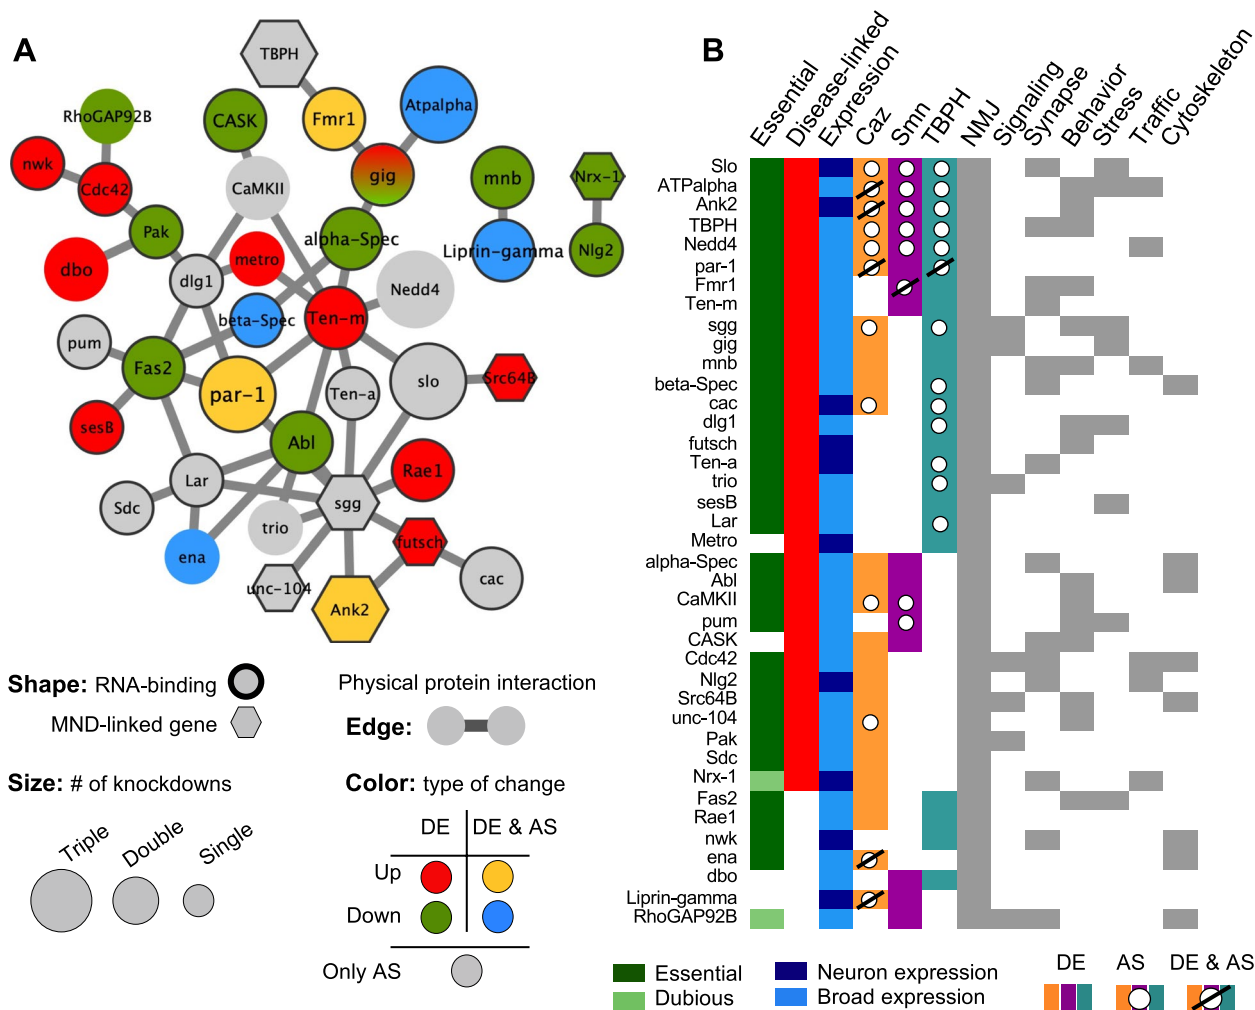 A
TBPH
RhoGAP92B
CASK
Fmr1
Atpalpha
nwk
Cdc42
CaMKII
gig
mnb
Nrx-1
Pak
alpha-Spec
Liprin-gamma
Nlg2
dbo
dlg1
metro
Nedd4
beta-Spec
Ten-m
pum
Fas2
par-1
Ten-a
slo
Src64B
sesB
Abl
Rae1
Lar
Sdc
sgg
trio
ena
futsch
unc-104
Ank2
cac
Shape: RNA-binding
MND-linked gene
Physical protein interaction
Edge:
Size: # of knockdowns
Triple
Double
Single
Color: type of change
DE
DE & AS
Up
Down
Only AS
B
Essential
Disease-linked
Expression
Caz
Smn
TBPH
NMJ
Signaling
Synapse
Behavior
Stress
Traffic
Cytoskeleton
Slo
ATPalpha
Ank2
TBPH
Nedd4
par-1
Fmr1
Ten-m
sgg
gig
mnb
beta-Spec
cac
dlg1
futsch
Ten-a
trio
sesB
Lar
Metro
alpha-Spec
Abl
CaMKII
pum
CASK
Cdc42
Nlg2
Src64B
unc-104
Pak
Sdc
Nrx-1
Fas2
Rae1
nwk
ena
dbo
Liprin-gamma
RhoGAP92B
Essential
Dubious
Neuron expression
Broad expression
DE
AS
DE & AS